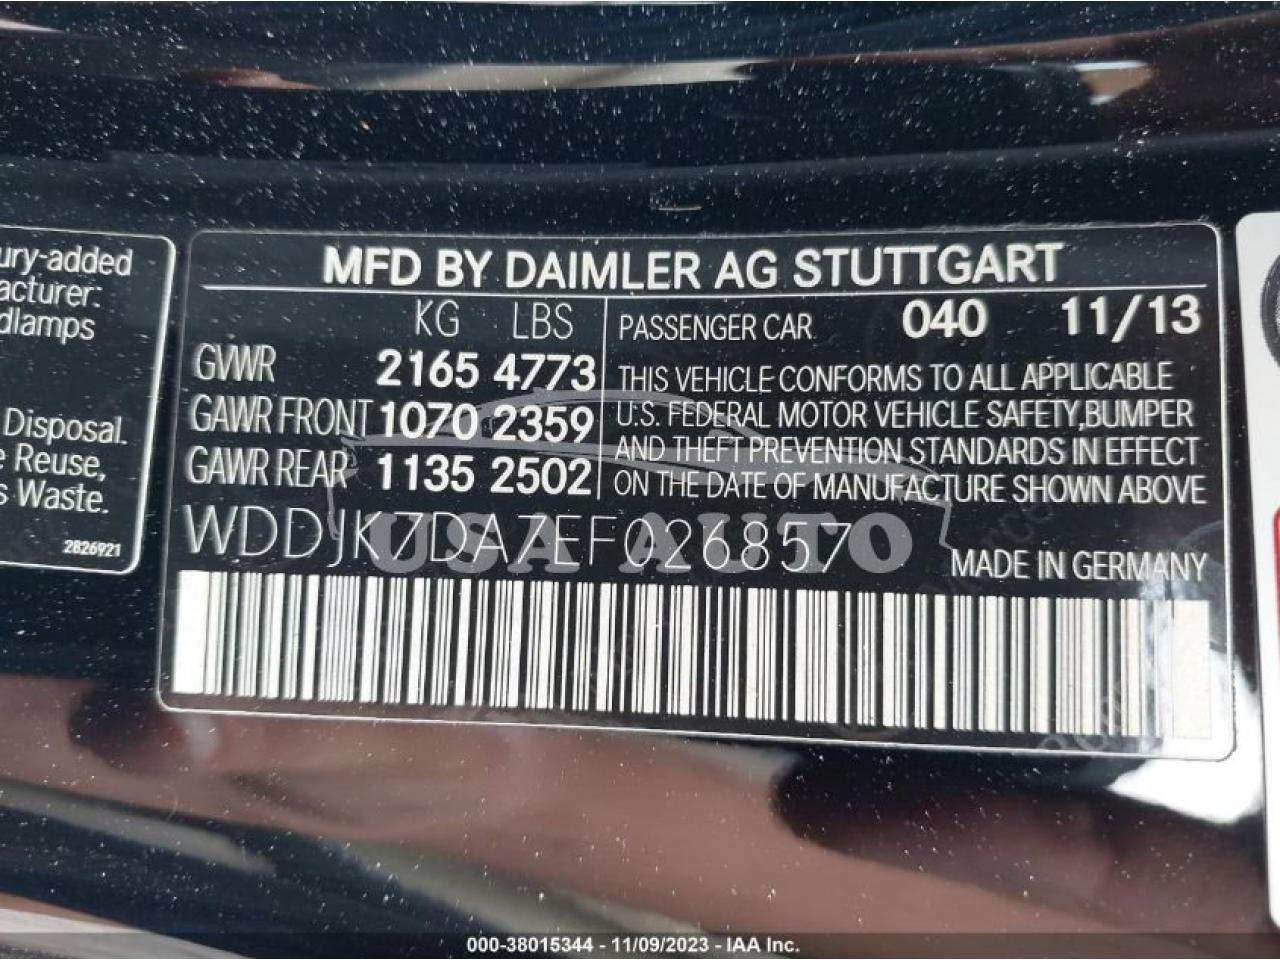 ury-added
acturer:
dlamps
Disposal.
e Reuse,
s Waste.
2826921
MFD BY DAIMLER AG STUTTGART
KG LBS
GVWR 2165 4773
GAWR FRONT 1070 2359
GAWR REAR 1135 2502
PASSENGER CAR 040 11/13
THIS VEHICLE CONFORMS TO ALL APPLICABLE
U.S. FEDERAL MOTOR VEHICLE SAFETY, BUMPER
AND THEFT PREVENTION STANDARDS IN EFFECT
ON THE DATE OF MANUFACTURE SHOWN ABOVE
WDDJK7DA7EF026857
MADE IN GERMANY
USA AUTO
000-38015344 - 11/09/2023 - IAA Inc.